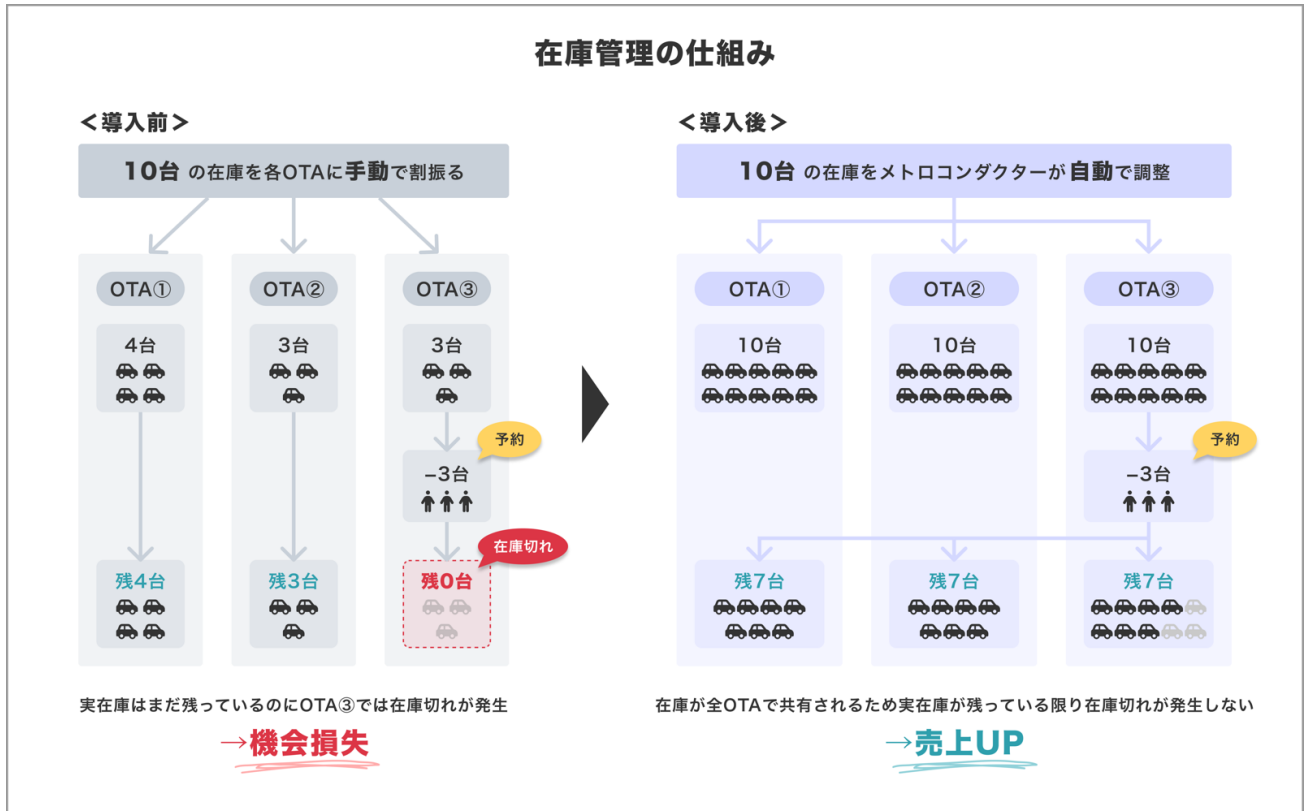 在庫管理の仕組み
＜導入前＞
10台 の在庫を各OTAに手動で割振る
OTA①
OTA②
OTA③
4台
3台
3台
予約
−3台
在庫切れ
残4台
残3台
残0台
実在庫はまだ残っているのにOTA③では在庫切れが発生
→機会損失
＜導入後＞
10台 の在庫をメトロコンダクターが自動で調整
OTA①
OTA②
OTA③
10台
10台
10台
予約
−3台
残7台
残7台
残7台
在庫が全OTAで共有されるため実在庫が残っている限り在庫切れが発生しない
→売上UP